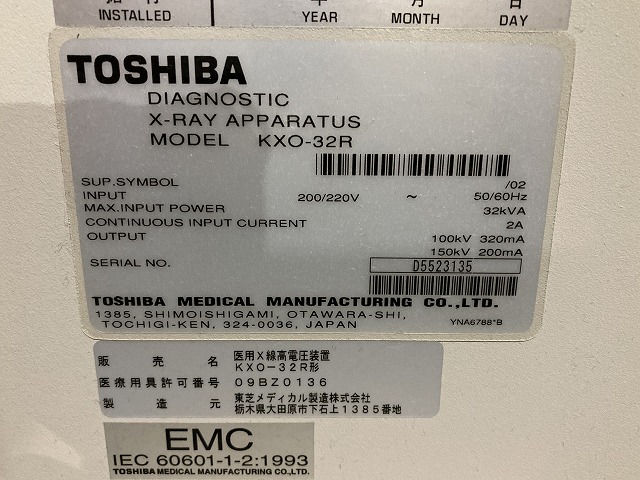 INSTALLED YEAR MONTH DAY
TOSHIBA
DIAGNOSTIC
X-RAY APPARATUS
MODEL KXO-32R
SUP.SYMBOL /02
INPUT 200/220V ~ 50/60Hz
MAX.INPUT POWER 32kVA
CONTINUOUS INPUT CURRENT 2A
OUTPUT 100kV 320mA
150kV 200mA
SERIAL NO. D5523135
TOSHIBA MEDICAL MANUFACTURING CO.,LTD.
1385, SHIMOISHIGAMI, OTAWARA-SHI,
TOCHIGI-KEN, 324-0036, JAPAN YNA6788*B
販売名 医用X線高電圧装置
KXO-32R形
医療用具許可番号 09BZ0136
製造元 東芝メディカル製造株式会社
栃木県大田原市下石上1385番地
EMC
IEC 60601-1-2:1993
TOSHIBA MEDICAL MANUFACTURING CO.,LTD.